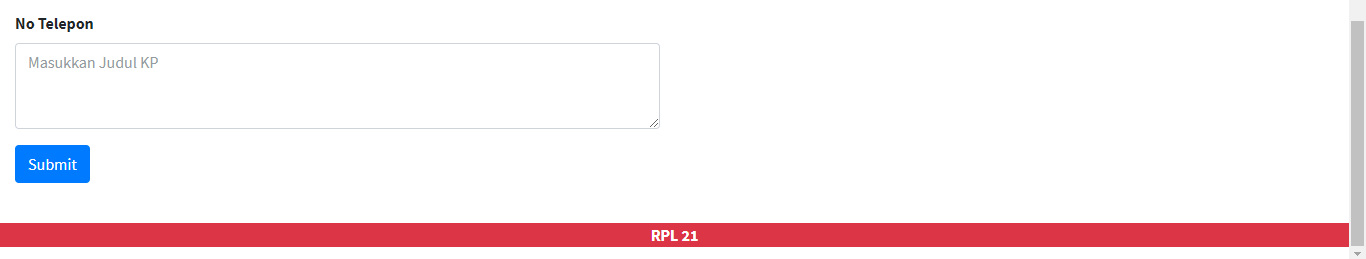 No Telepon
Masukkan Judul KP
Submit
RPL 21